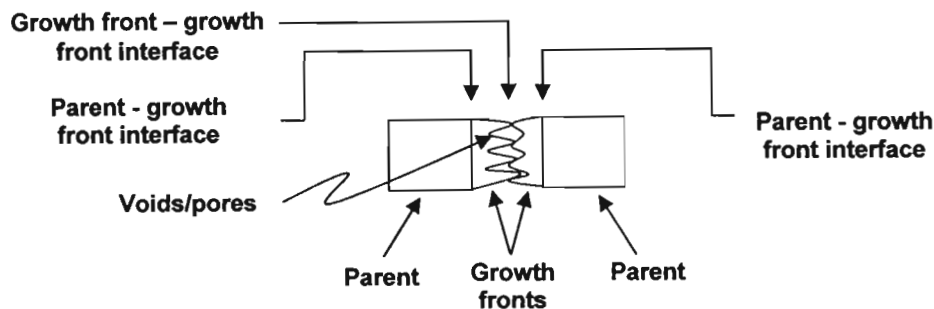 Growth front – growth
front interface
Parent - growth
front interface
Parent - growth
front interface
Voids/pores
Parent
Growth
fronts
Parent